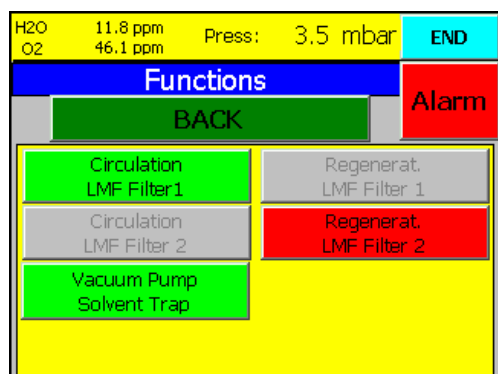 H2O 11.8 ppm Press: 3.5 mbar END
O2 46.1 ppm
Functions
Alarm
BACK
Circulation
LMF Filter1
Regenerat.
LMF Filter 1
Circulation
LMF Filter 2
Regenerat.
LMF Filter 2
Vacuum Pump
Solvent Trap